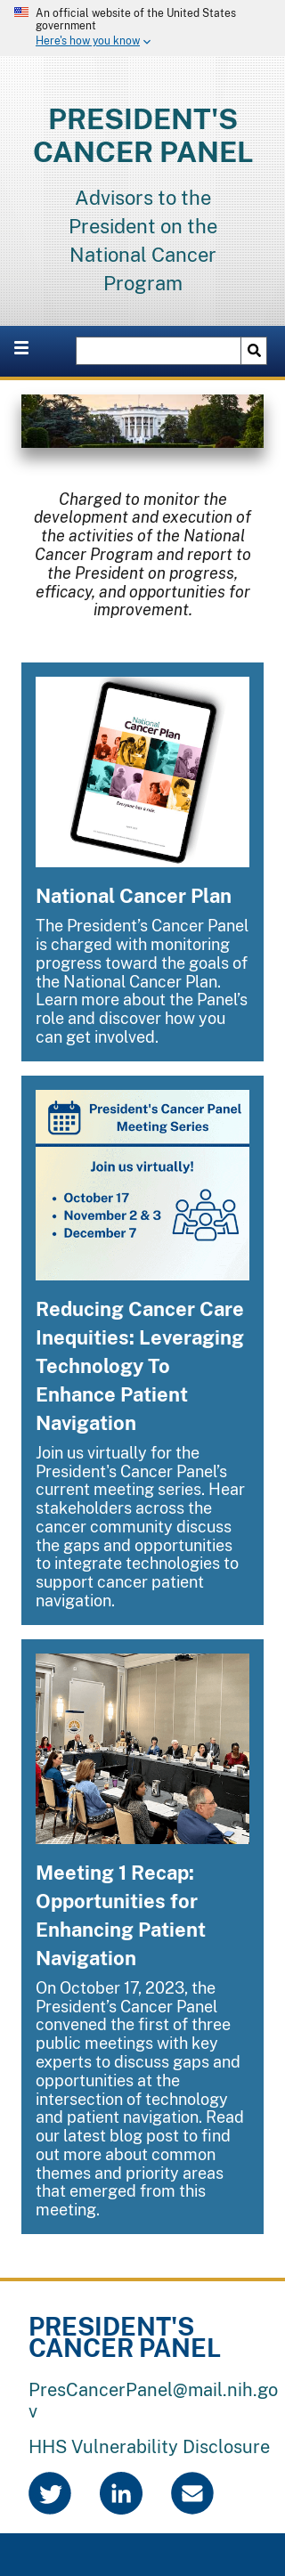 An official website of the United States
government
Here's how you know
PRESIDENT'S
CANCER PANEL
Advisors to the
President on the
National Cancer
Program
Charged to monitor the
development and execution of
the activities of the National
Cancer Program and report to
the President on progress,
efficacy, and opportunities for
improvement.
National
Cancer Plan
Everyone has a role
National Cancer Plan
The President’s Cancer Panel
is charged with monitoring
progress toward the goals of
the National Cancer Plan.
Learn more about the Panel’s
role and discover how you
can get involved.
President's Cancer Panel
Meeting Series
Join us virtually!
• October 17
• November 2 & 3
• December 7
Reducing Cancer Care
Inequities: Leveraging
Technology To
Enhance Patient
Navigation
Join us virtually for the
President's Cancer Panel's
current meeting series. Hear
stakeholders across the
cancer community discuss
the gaps and opportunities
to integrate technologies to
support cancer patient
navigation.
Meeting 1 Recap:
Opportunities for
Enhancing Patient
Navigation
On October 17, 2023, the
President's Cancer Panel
convened the first of three
public meetings with key
experts to discuss gaps and
opportunities at the
intersection of technology
and patient navigation. Read
our latest blog post to find
out more about common
themes and priority areas
that emerged from this
meeting.
PRESIDENT'S
CANCER PANEL
PresCancerPanel@mail.nih.go
v
HHS Vulnerability Disclosure
in